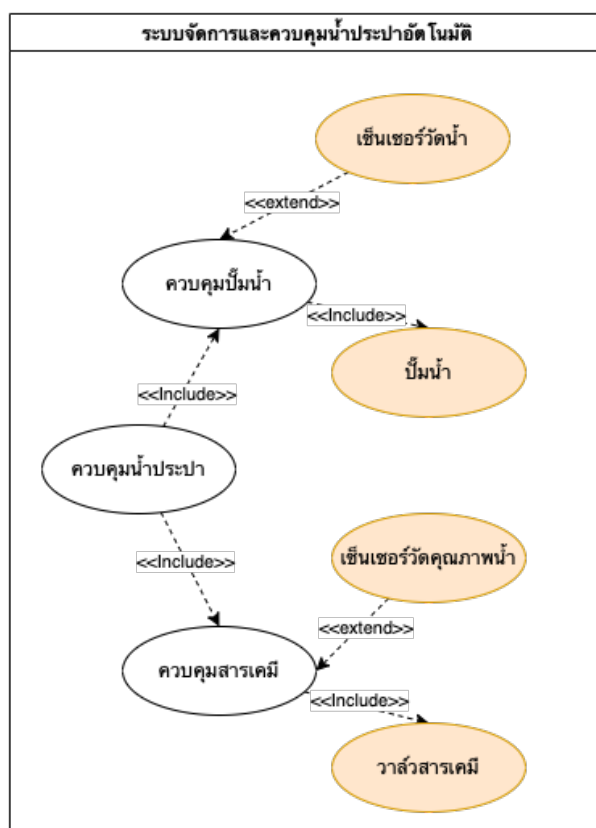 ระบบจัดการและควบคุมน้ำประปาอัตโนมัติ
เซ็นเซอร์วัดน้ำ
<<extend>>
ควบคุมปั๊มน้ำ
<<Include>>
ปั๊มน้ำ
<<Include>>
ควบคุมน้ำประปา
เซ็นเซอร์วัดคุณภาพน้ำ
<<Include>>
<<extend>>
ควบคุมสารเคมี
<<Include>>
วาล์วสารเคมี